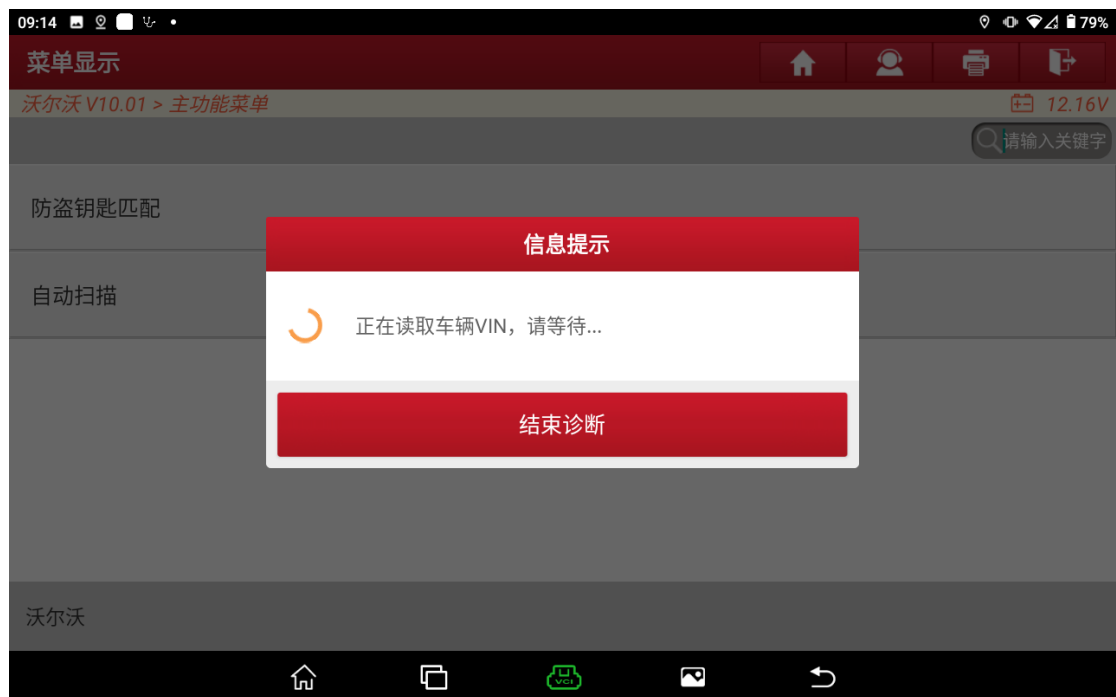 09:14
79%
菜单显示
沃尔沃 V10.01 > 主功能菜单
12.16V
请输入关键字
防盗钥匙匹配
信息提示
自动扫描
正在读取车辆VIN，请等待...
结束诊断
沃尔沃
VCI